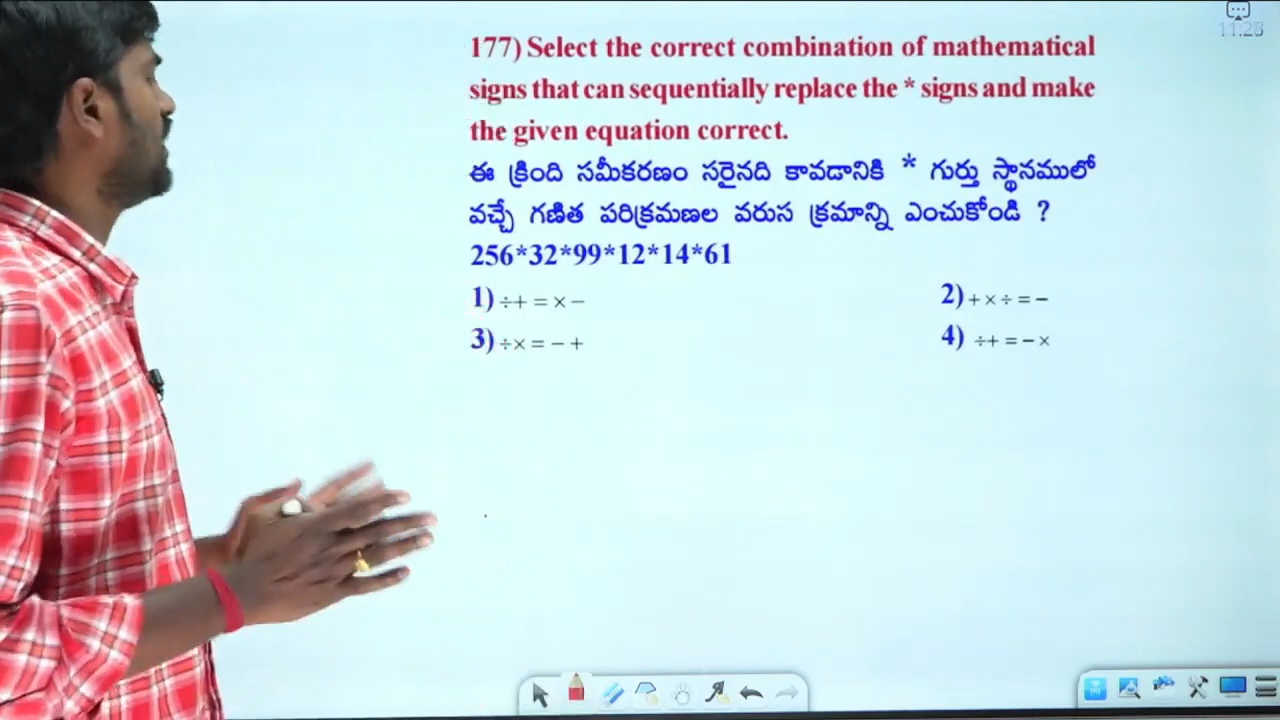 11:25
177) Select the correct combination of mathematical
signs that can sequentially replace the * signs and make
the given equation correct.
ఈ క్రింది సమీకరణం సరైనది కావడానికి * గుర్తు స్థానములో
వచ్చే గణిత పరిక్రమణల వరుస క్రమాన్ని ఎంచుకోండి ?
256*32*99*12*14*61
1) ÷+ = × −
2) + × ÷ = −
3) ÷× = − +
4) ÷+ = − ×